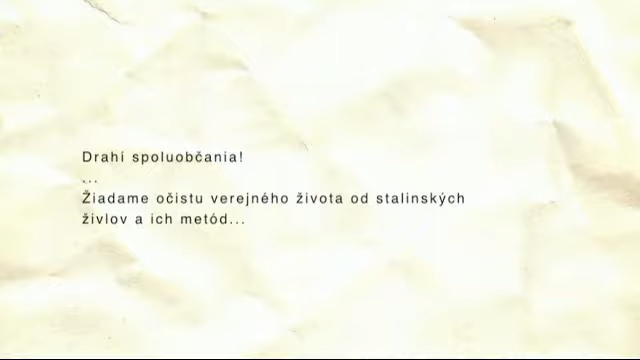 Drahí spoluobčania!
...
Žiadame očistu verejného života od stalinských
živlov a ich metód...